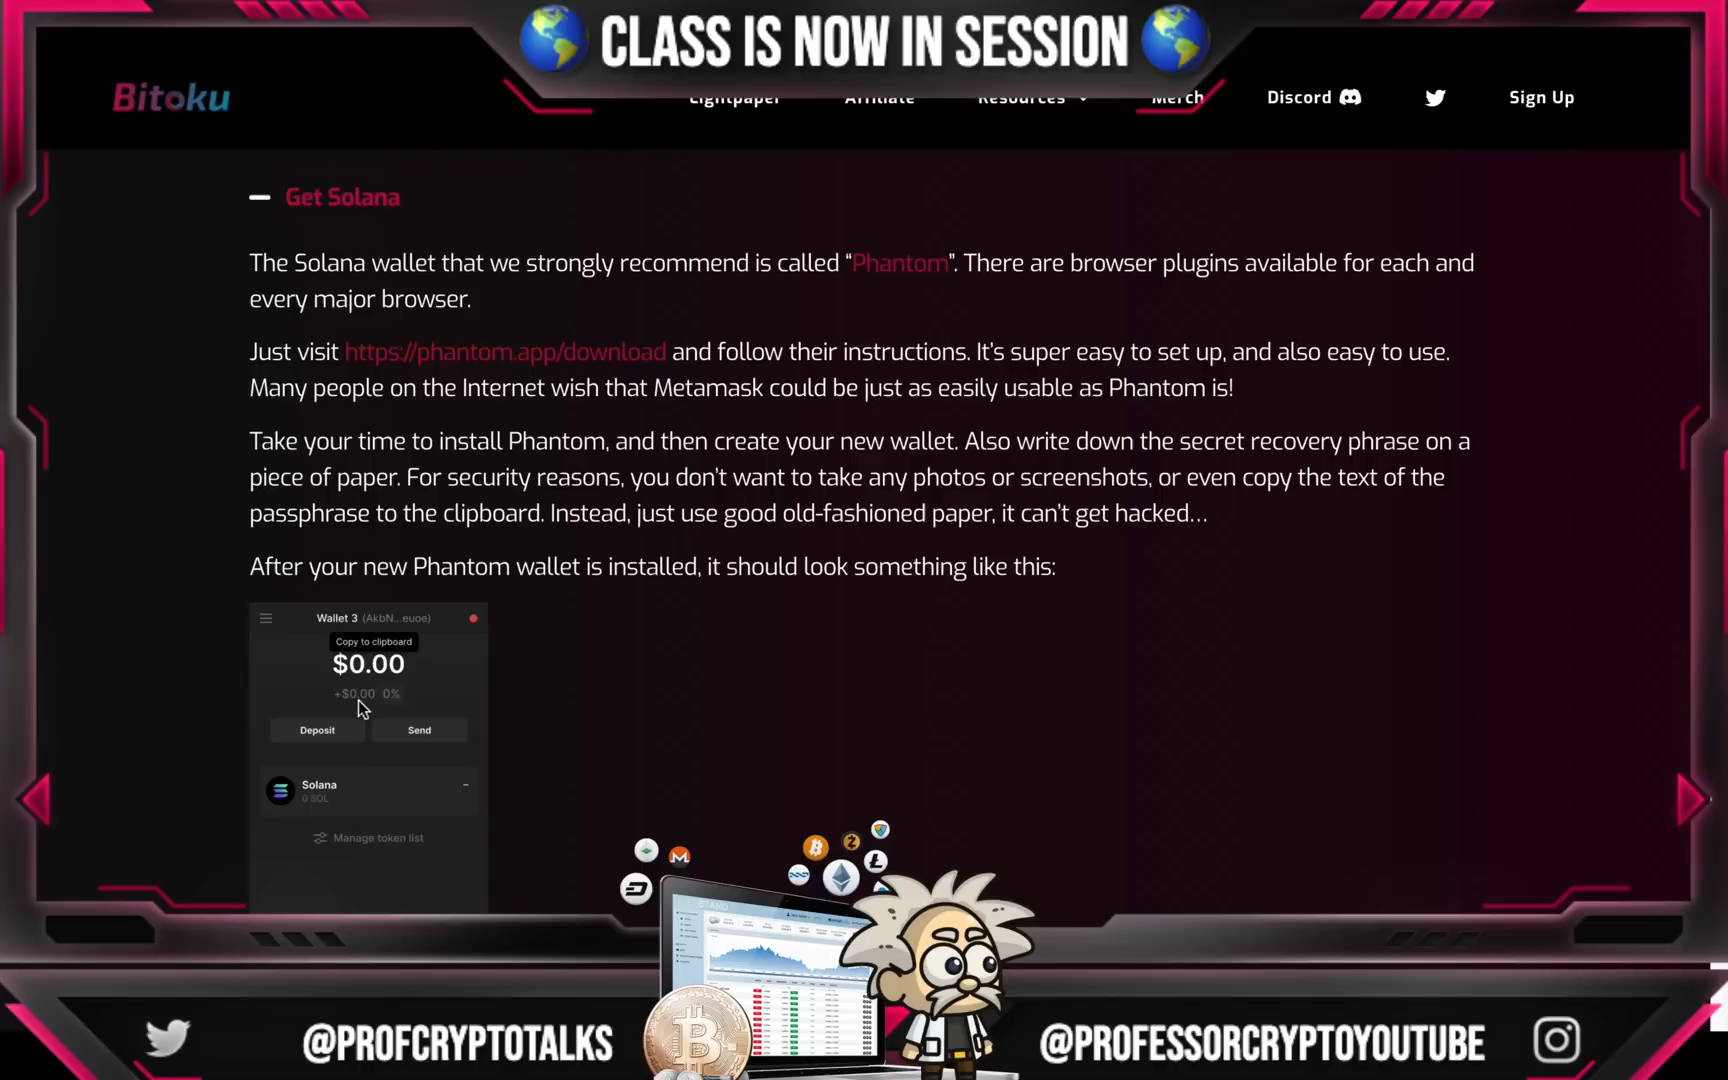 CLASS IS NOW IN SESSION
Bitoku
Lightpaper
Affiliate
Resources
Merch
Discord
Sign Up
Get Solana
The Solana wallet that we strongly recommend is called “Phantom”. There are browser plugins available for each and
every major browser.
Just visit https://phantom.app/download and follow their instructions. It’s super easy to set up, and also easy to use.
Many people on the Internet wish that Metamask could be just as easily usable as Phantom is!
Take your time to install Phantom, and then create your new wallet. Also write down the secret recovery phrase on a
piece of paper. For security reasons, you don’t want to take any photos or screenshots, or even copy the text of the
passphrase to the clipboard. Instead, just use good old-fashioned paper, it can’t get hacked…
After your new Phantom wallet is installed, it should look something like this:
Wallet 3 (AkbN...euoe)
Copy to clipboard
$0.00
+$0.00 0%
Deposit
Send
Solana
0 SOL
Manage token list
@PROFCRYPTOTALKS
@PROFESSORCRYPTOYOUTUBE